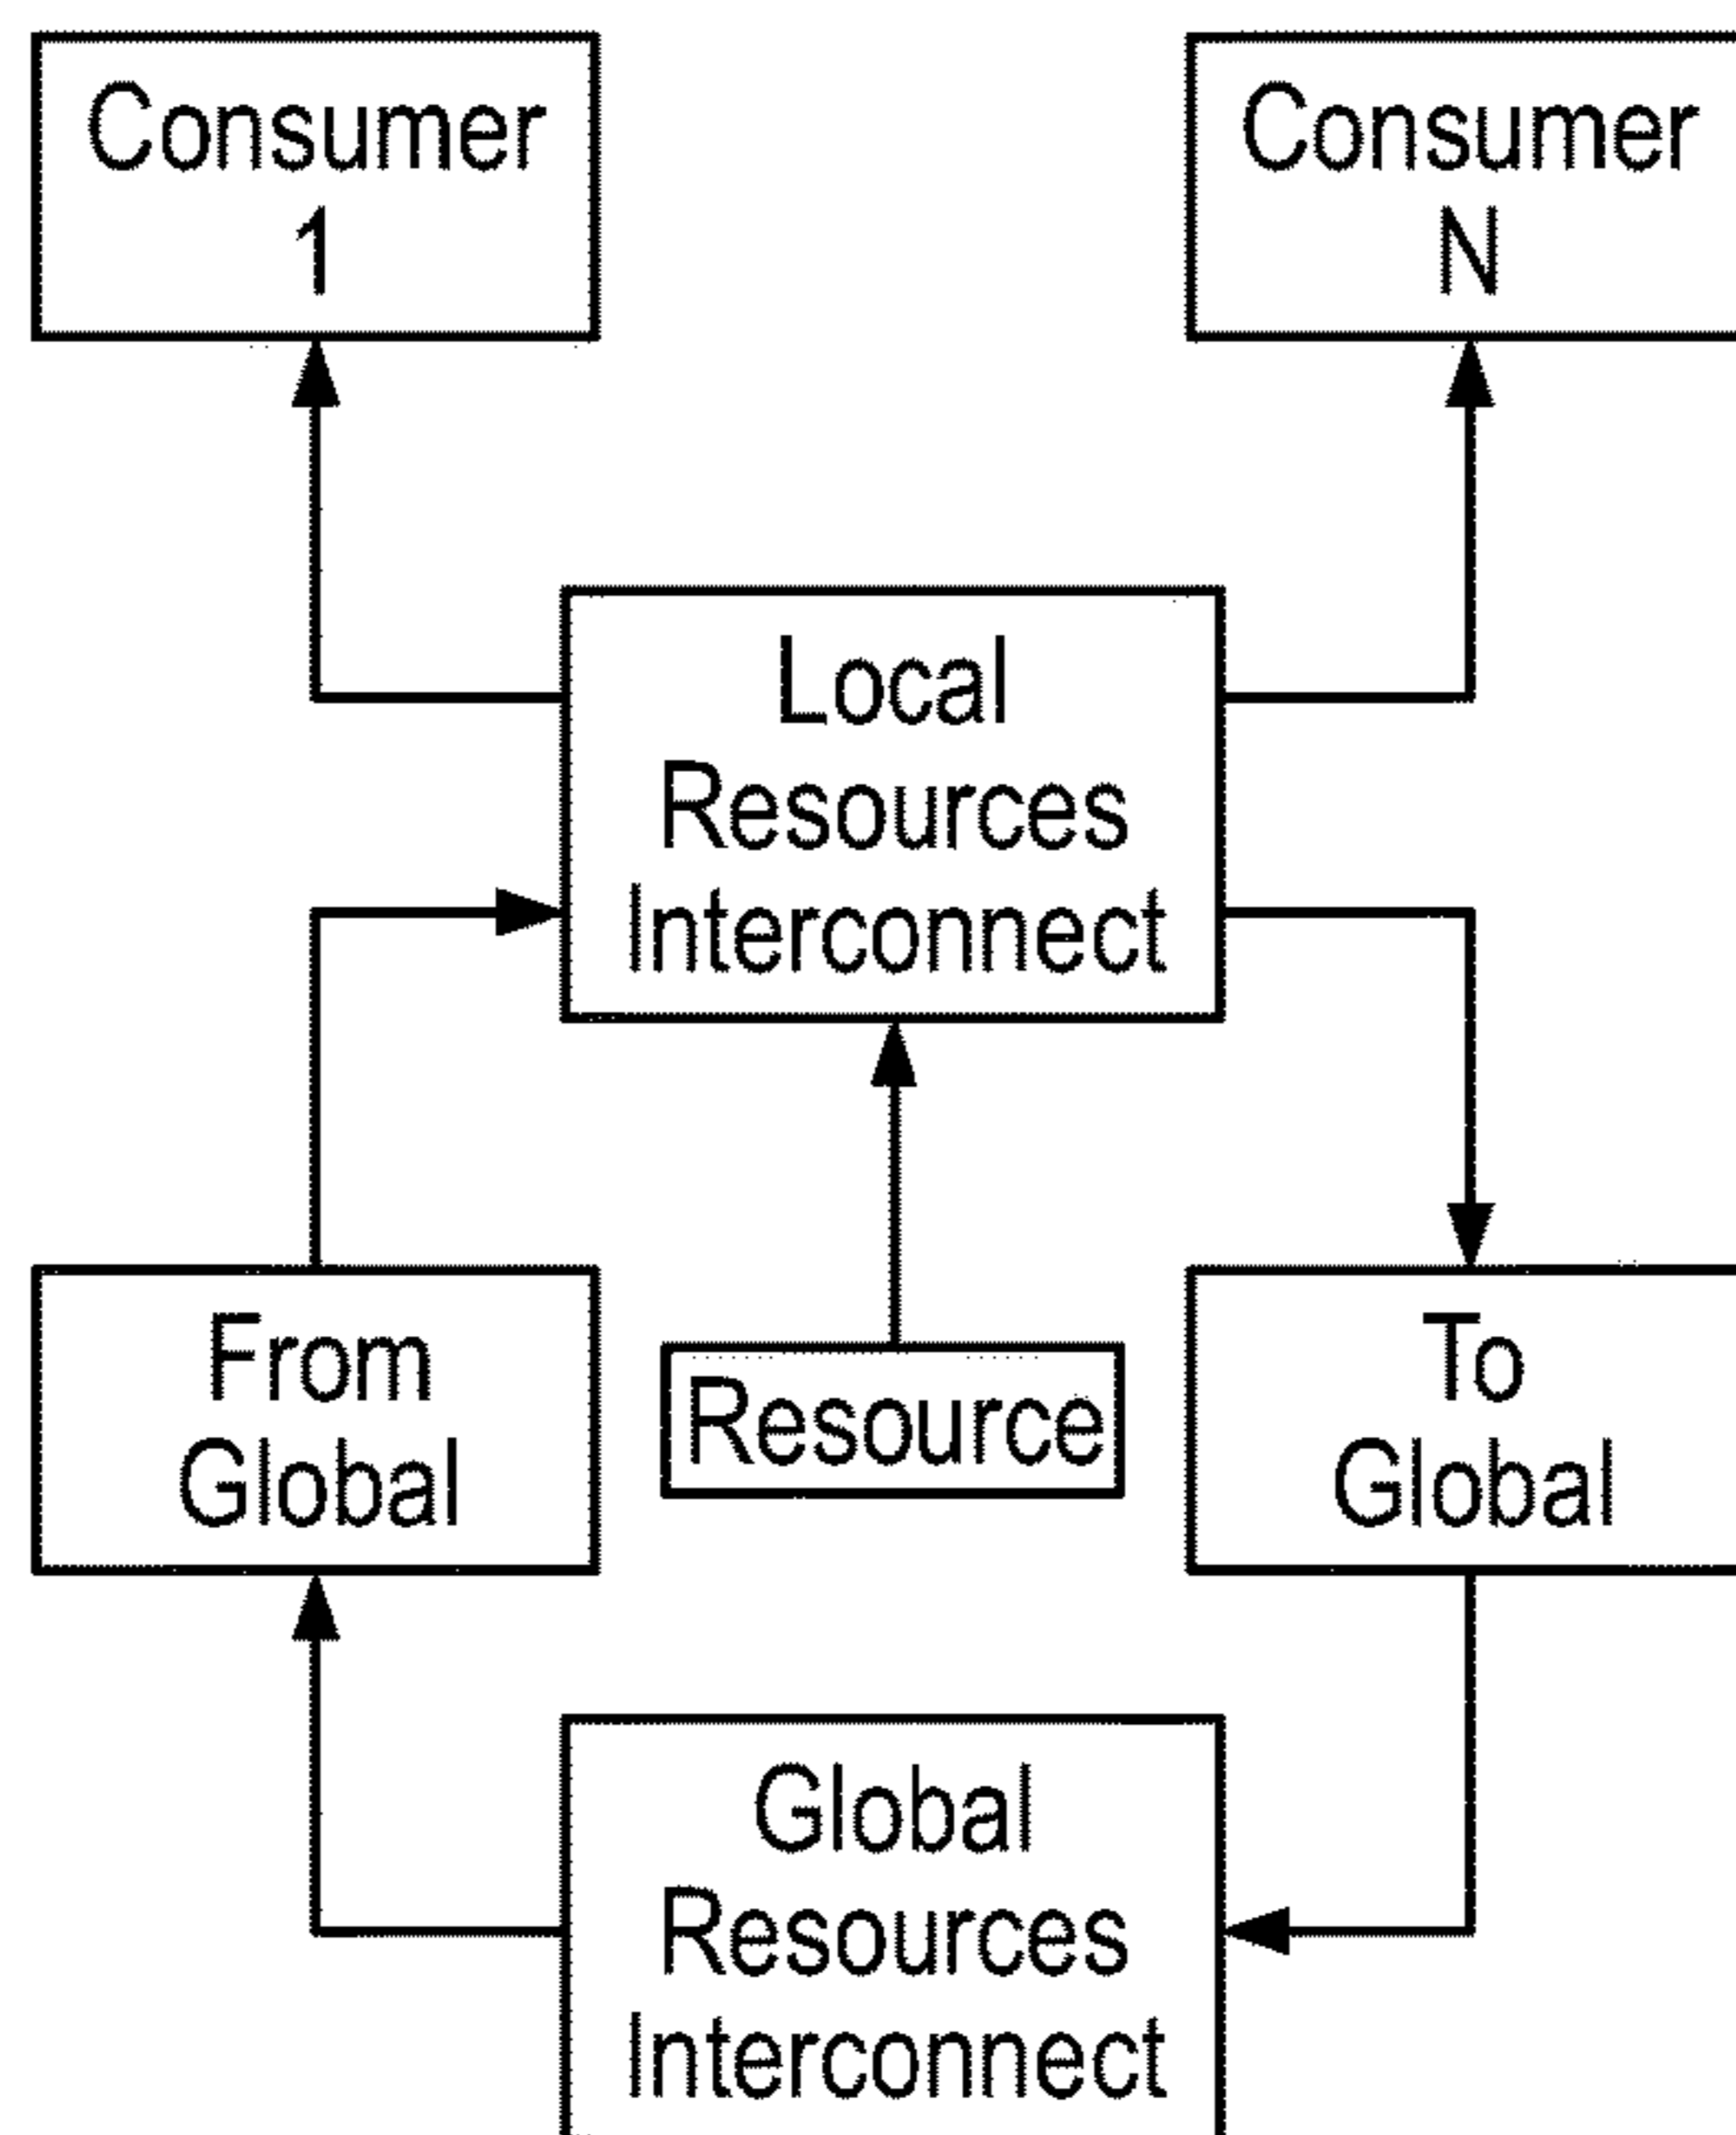 Consumer
1
Consumer
N
Local
Resources
Interconnect
From
Global
Resource
To
Global
Global
Resources
Interconnect